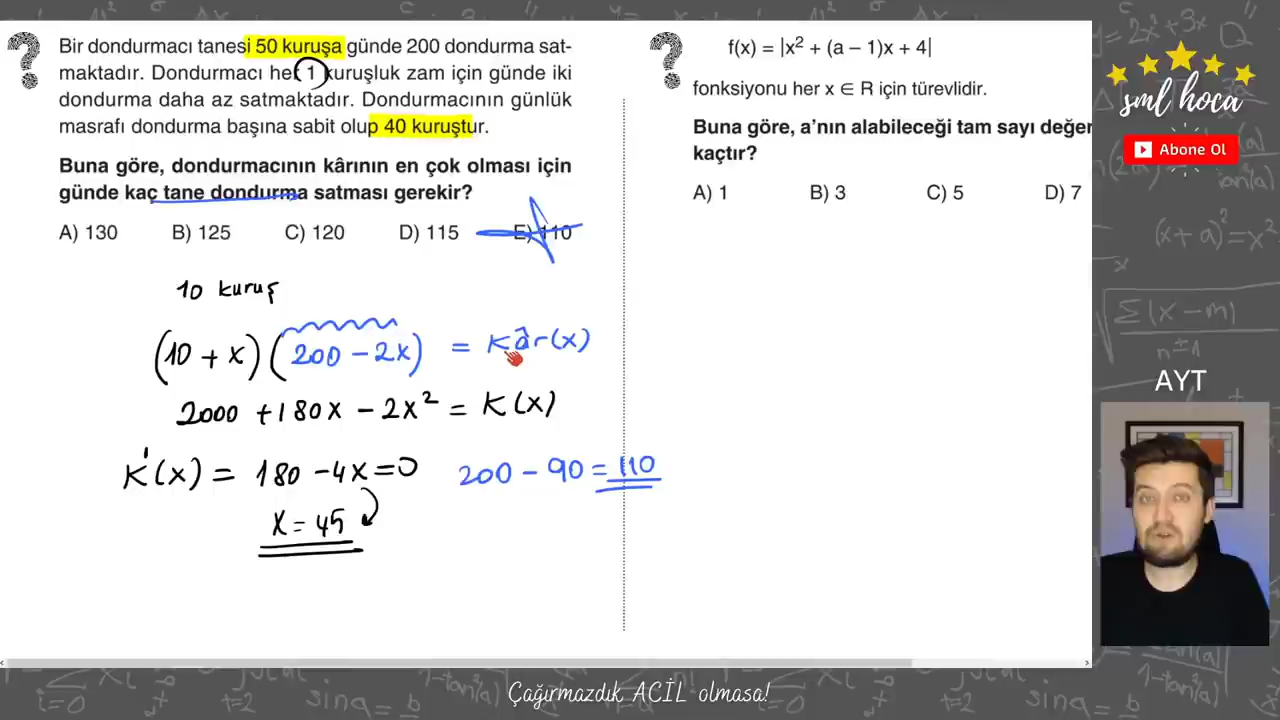 Bir dondurmacı tanesi 50 kuruşa günde 200 dondurma sat-
maktadır. Dondurmacı her 1 kuruşluk zam için günde iki
dondurma daha az satmaktadır. Dondurmacının günlük
masrafı dondurma başına sabit olup 40 kuruştur.
Buna göre, dondurmacının kârının en çok olması için
günde kaç tane dondurma satması gerekir?
A) 130 B) 125 C) 120 D) 115 E) 110
10 kuruş
(10 + x) (200 - 2x) = Kâr(x)
2000 + 180x - 2x² = K(x)
K'(x) = 180 - 4x = 0
x = 45
200 - 90 = 110
f(x) = |x² + (a – 1)x + 4|
fonksiyonu her x ∈ R için türevlidir.
Buna göre, a'nın alabileceği tam sayı değer
kaçtır?
A) 1 B) 3 C) 5 D) 7
sml hoca
Abone Ol
(x + a)² = x²
AYT
Çağırmazdık ACİL olmasa!